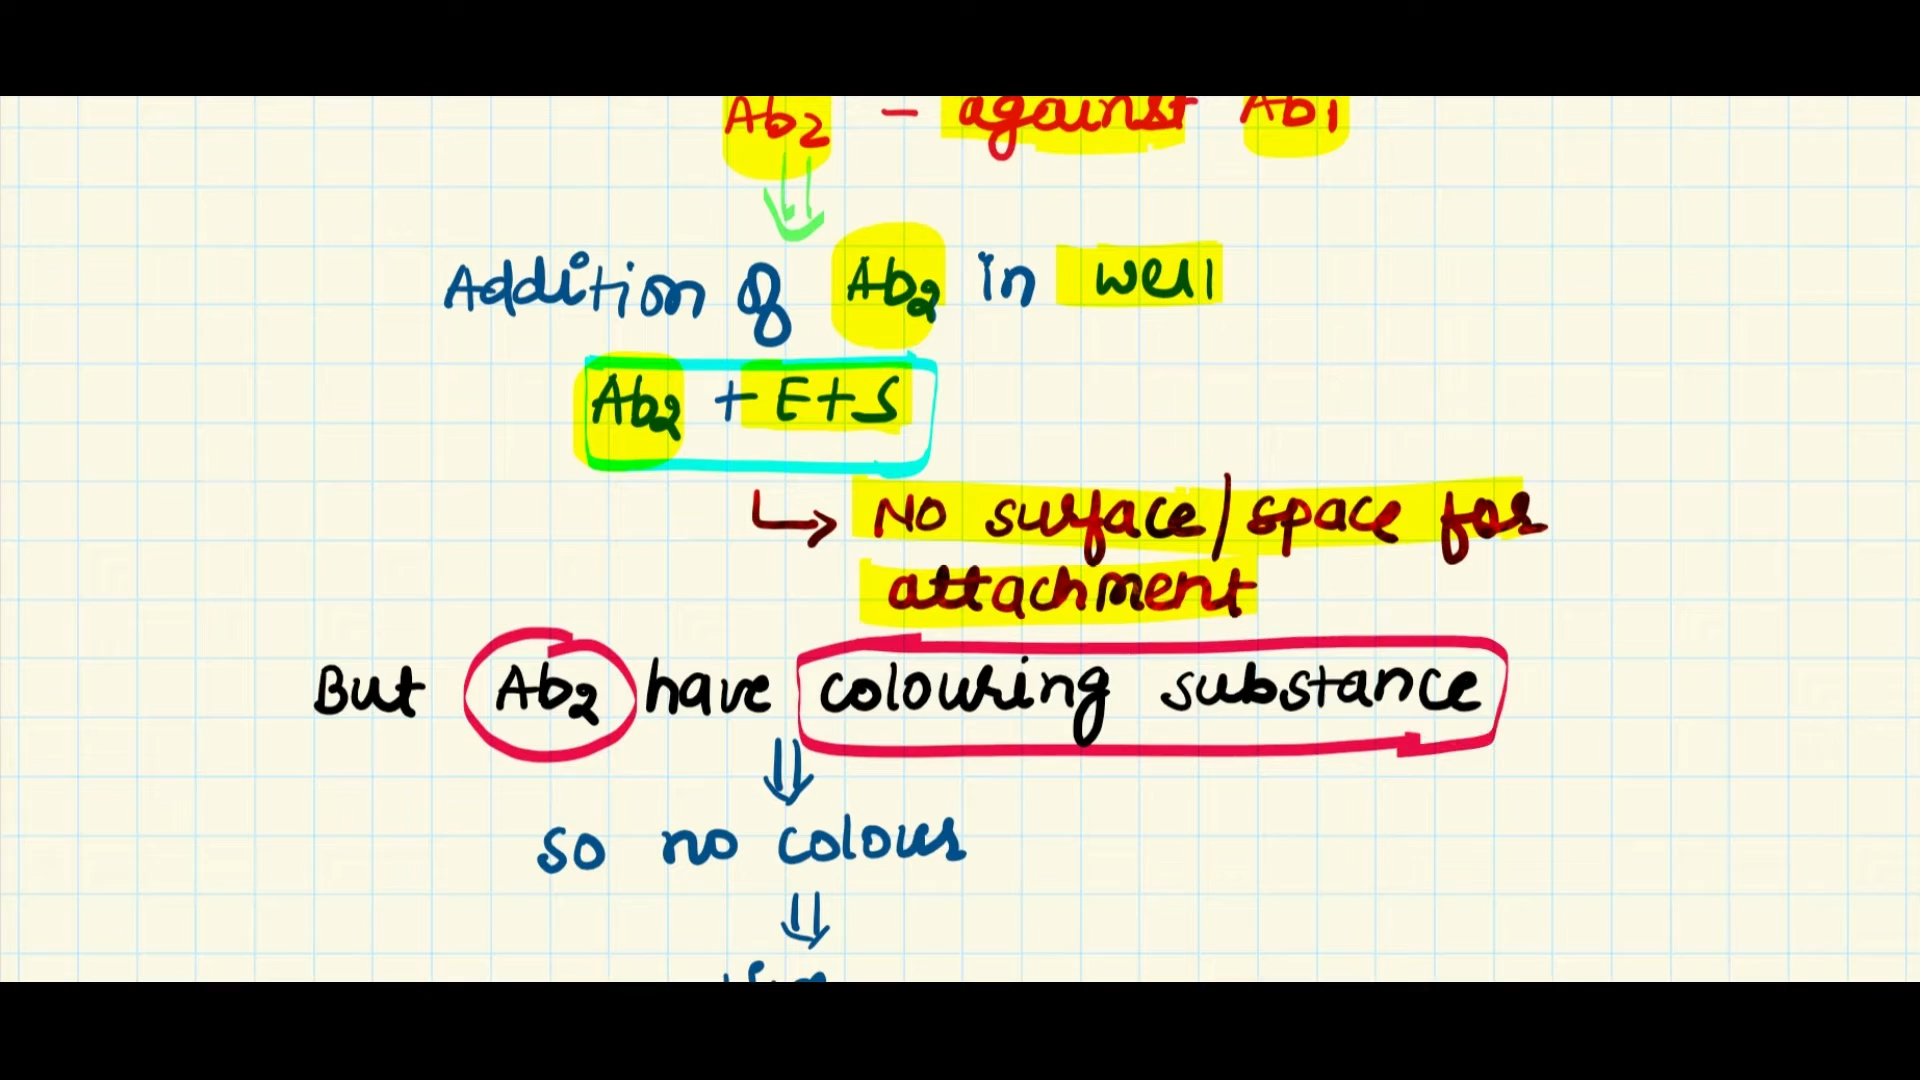 Ab2 - against Ab1
Addition of Ab2 in well
Ab2 + E+S
No surface/space for
attachment
But Ab2 have colouring substance
so no colour